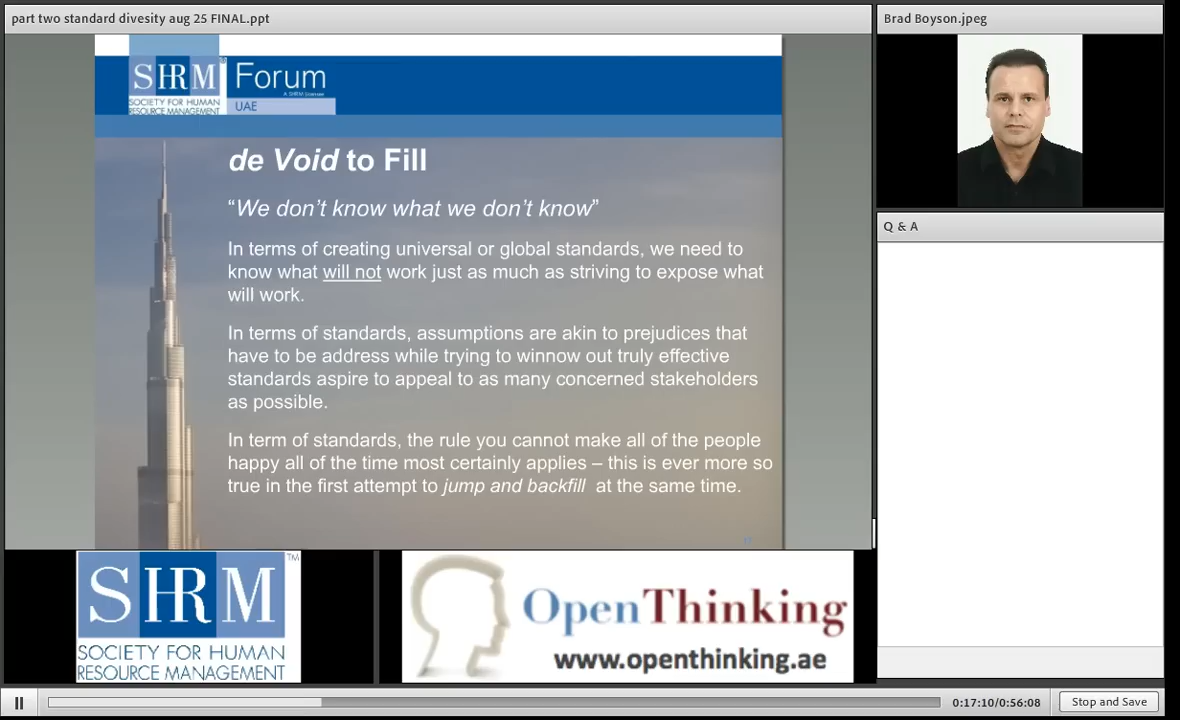 part two standard divesity aug 25 FINAL.ppt
Brad Boyson.jpeg
SHRM
®
Forum
A SHRM licensee
SOCIETY FOR HUMAN
RESOURCE MANAGEMENT
UAE
de Void to Fill
“We don’t know what we don’t know”
In terms of creating universal or global standards, we need to
know what will not work just as much as striving to expose what
will work.
In terms of standards, assumptions are akin to prejudices that
have to be address while trying to winnow out truly effective
standards aspire to appeal to as many concerned stakeholders
as possible.
In term of standards, the rule you cannot make all of the people
happy all of the time most certainly applies – this is ever more so
true in the first attempt to jump and backfill at the same time.
Q & A
SHRM
TM
SOCIETY FOR HUMAN
RESOURCE MANAGEMENT
OpenThinking
www.openthinking.ae
0:17:10/0:56:08
Stop and Save